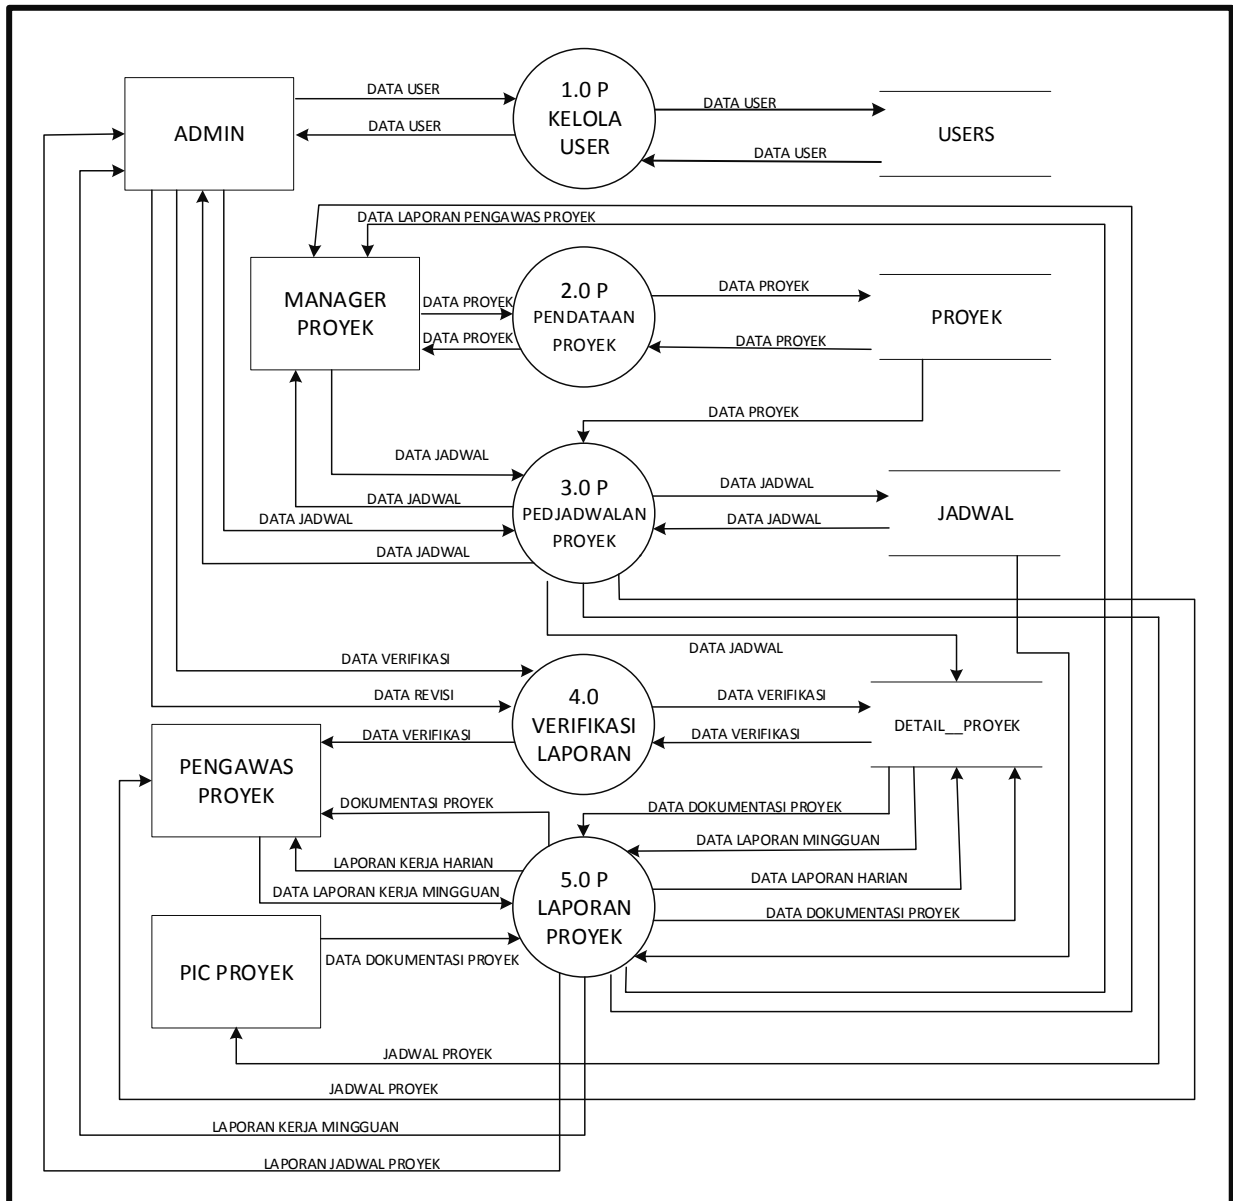 DATA USER
1.0 P
KELOLA
USER
DATA USER
ADMIN
DATA USER
USERS
DATA USER
DATA LAPORAN PENGAWAS PROYEK
MANAGER
PROYEK
DATA PROYEK
DATA PROYEK
2.0 P
PENDATAAN
PROYEK
DATA PROYEK
DATA PROYEK
PROYEK
DATA PROYEK
DATA JADWAL
DATA JADWAL
DATA JADWAL
DATA JADWAL
3.0 P
PEDJADWALAN
PROYEK
DATA JADWAL
DATA JADWAL
JADWAL
DATA JADWAL
DATA VERIFIKASI
DATA REVISI
DATA VERIFIKASI
4.0
VERIFIKASI
LAPORAN
DATA VERIFIKASI
DATA VERIFIKASI
DETAIL__PROYEK
PENGAWAS
PROYEK
DOKUMENTASI PROYEK
LAPORAN KERJA HARIAN
DATA LAPORAN KERJA MINGGUAN
DATA DOKUMENTASI PROYEK
DATA LAPORAN MINGGUAN
DATA LAPORAN HARIAN
DATA DOKUMENTASI PROYEK
5.0 P
LAPORAN
PROYEK
PIC PROYEK
DATA DOKUMENTASI PROYEK
JADWAL PROYEK
JADWAL PROYEK
LAPORAN KERJA MINGGUAN
LAPORAN JADWAL PROYEK